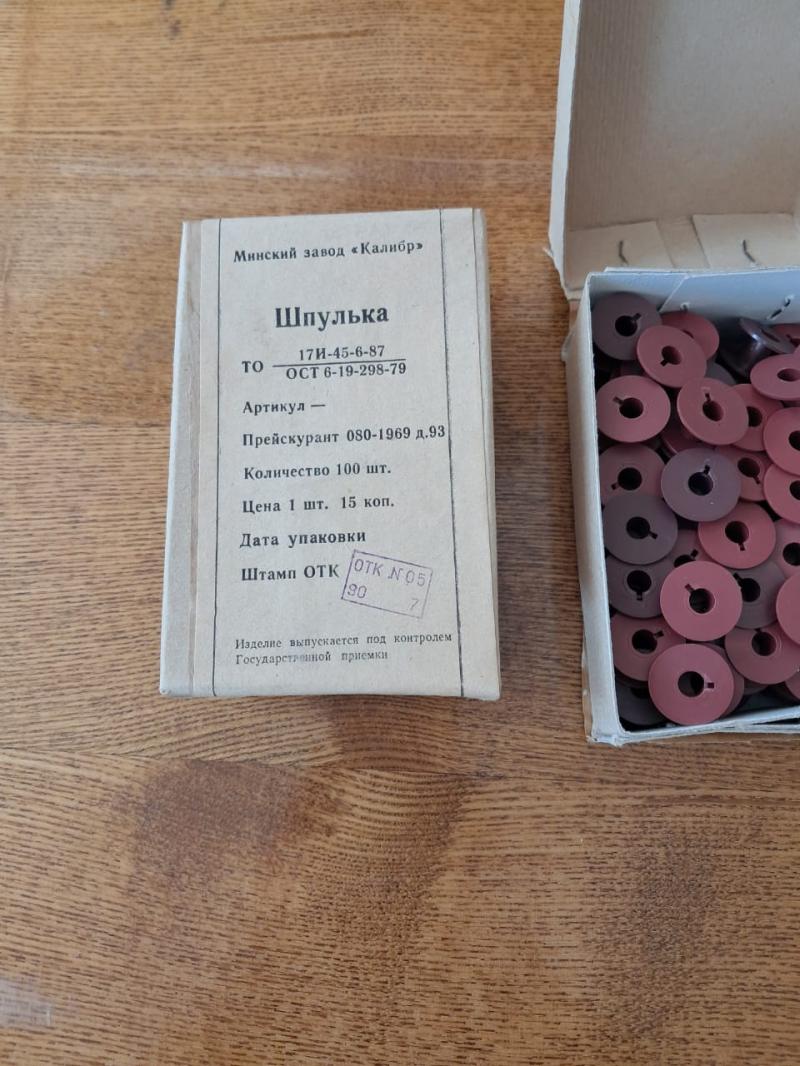 Минский завод «Калибр»
Шпулька
ТО 17И-45-6-87
ОСТ 6-19-298-79
Артикул —
Прейскурант 080-1969 д.93
Количество 100 шт.
Цена 1 шт. 15 коп.
Дата упаковки
Штамп ОТК
ОТК №05
90 7
Изделие выпускается под контролем
Государственной приемки